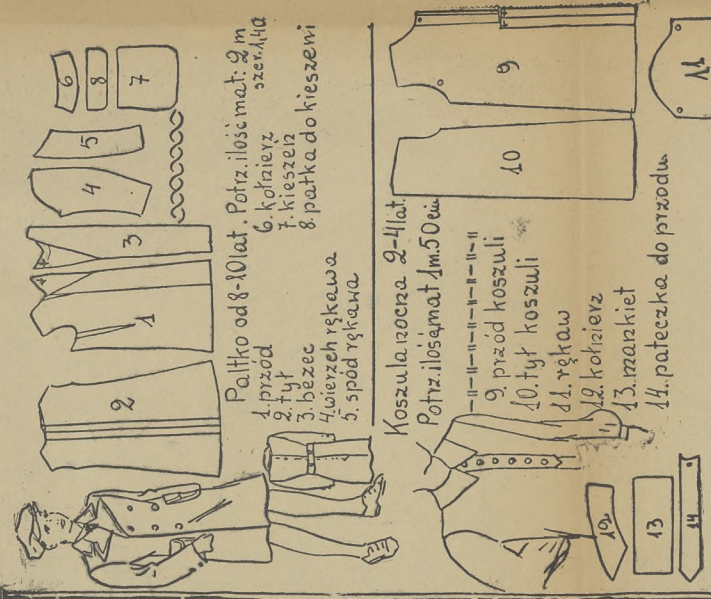 Paltko od 8-10 lat. Potrz. ilość mat: 2 m
szer. 1,40
1. przód
2. tył
3. bezec
4. wierzch rękawa
5. spód rękawa
6. kołnierz
7. kieszeń
8. patka do kieszeni
Koszula nocna 2-4 lat.
Potrz. ilość mat 1 m. 50 cm
9. przód koszuli
10. tył koszuli
11. rękaw
12. kołnierz
13. mankiet
14. pateczka do przodu.
6
8
7
5
4
3
1
2
9
10
11
12
13
14